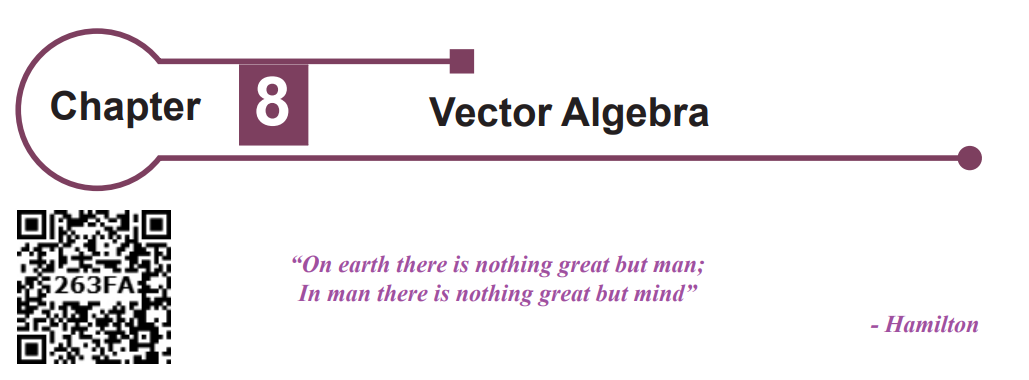 Chapter 8 Vector Algebra
263FA
“On earth there is nothing great but man;
In man there is nothing great but mind”
- Hamilton